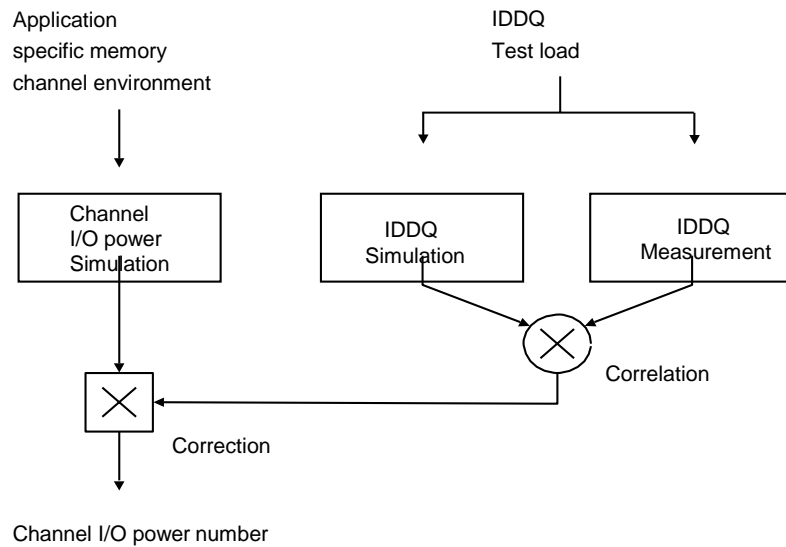 Application
specific memory
channel environment
IDDQ
Test load
Channel
I/O power
Simulation
IDDQ
Simulation
IDDQ
Measurement
Correlation
Correction
Channel I/O power number